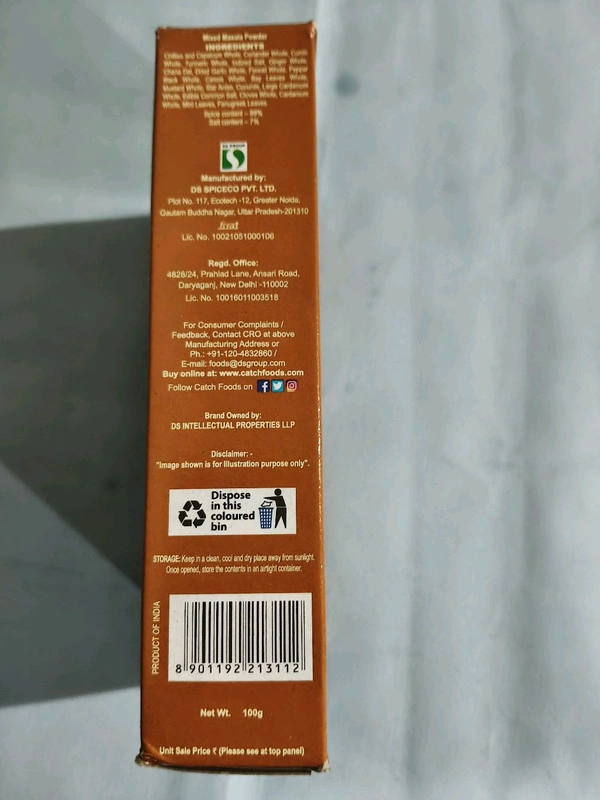 Mixed Masala Powder
INGREDIENTS
Chillies and Capsicum Whole, Coriander Whole, Cumin
Whole, Turmeric Whole, Iodised Salt, Ginger Whole,
Chana Dal, Dried Garlic Whole, Fennel Whole, Pepper
Black Whole, Cassia Whole, Bay Leaves Whole,
Mustard Whole, Star Anise, Large Cardamom
Whole, Edible Common Salt, Cloves Whole, Cardamom
Whole, Mint Leaves, Fenugreek Leaves.
Spice content –
Salt content – 7%
DS GROUP
Manufactured by:
DS SPICECO PVT. LTD.
Plot No. 117, Ecotech -12, Greater Noida,
Gautam Buddha Nagar, Uttar Pradesh-201310
fssai
Lic. No. 10021051000106
Regd. Office:
4828/24, Prahlad Lane, Ansari Road,
Daryaganj, New Delhi -110002
Lic. No. 10016011003518
For Consumer Complaints /
Feedback, Contact CRO at above
Manufacturing Address or
Ph.: +91-120-4832860 /
E-mail: foods@dsgroup.com
Buy online at: www.catchfoods.com
Follow Catch Foods on
Brand Owned by:
DS INTELLECTUAL PROPERTIES LLP
Disclaimer: -
"Image shown is for Illustration purpose only".
Dispose
in this
coloured
bin
STORAGE: Keep in a clean, cool and dry place away from sunlight.
Once opened, store the contents in an airtight container.
PRODUCT OF INDIA
8 901192 213112
Net Wt. 100g
Unit Sale Price ₹ (Please see at top panel)